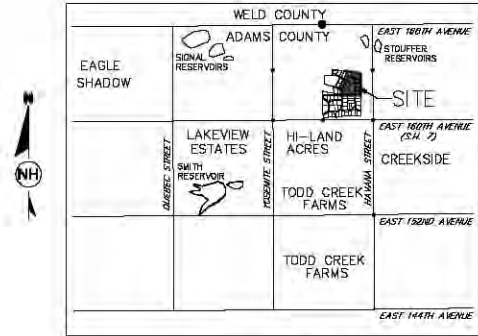 WELD COUNTY
ADAMS COUNTY
EAST 168TH AVENUE
SIGNAL
RESERVOIRS
STOUFFER
RESERVOIRS
EAGLE
SHADOW
SITE
N
NH
LAKEVIEW
ESTATES
HI-LAND
ACRES
EAST 160TH AVENUE
(S.H. 7)
CREEKSIDE
SMITH
RESERVOIR
QUEBEC STREET
YOSEMITE STREET
HAVANA STREET
TODD CREEK
FARMS
EAST 152ND AVENUE
TODD CREEK
FARMS
EAST 144TH AVENUE